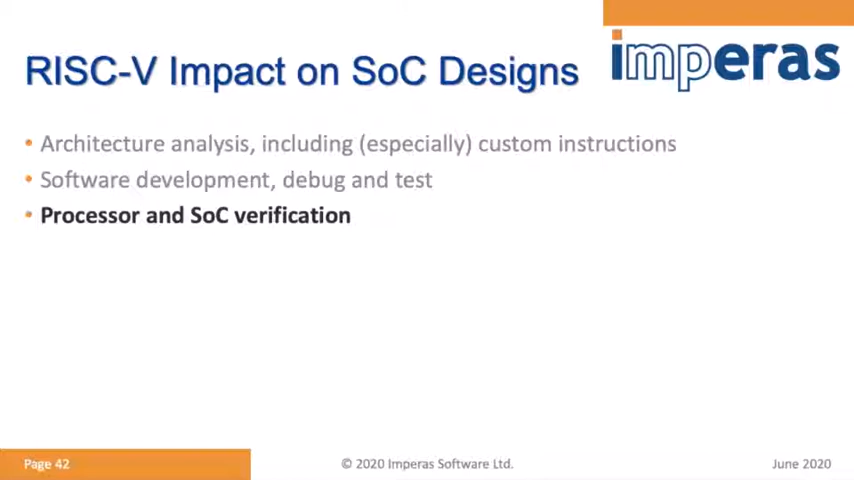 imperas
RISC-V Impact on SoC Designs
• Architecture analysis, including (especially) custom instructions
• Software development, debug and test
• Processor and SoC verification
Page 42
© 2020 Imperas Software Ltd.
June 2020